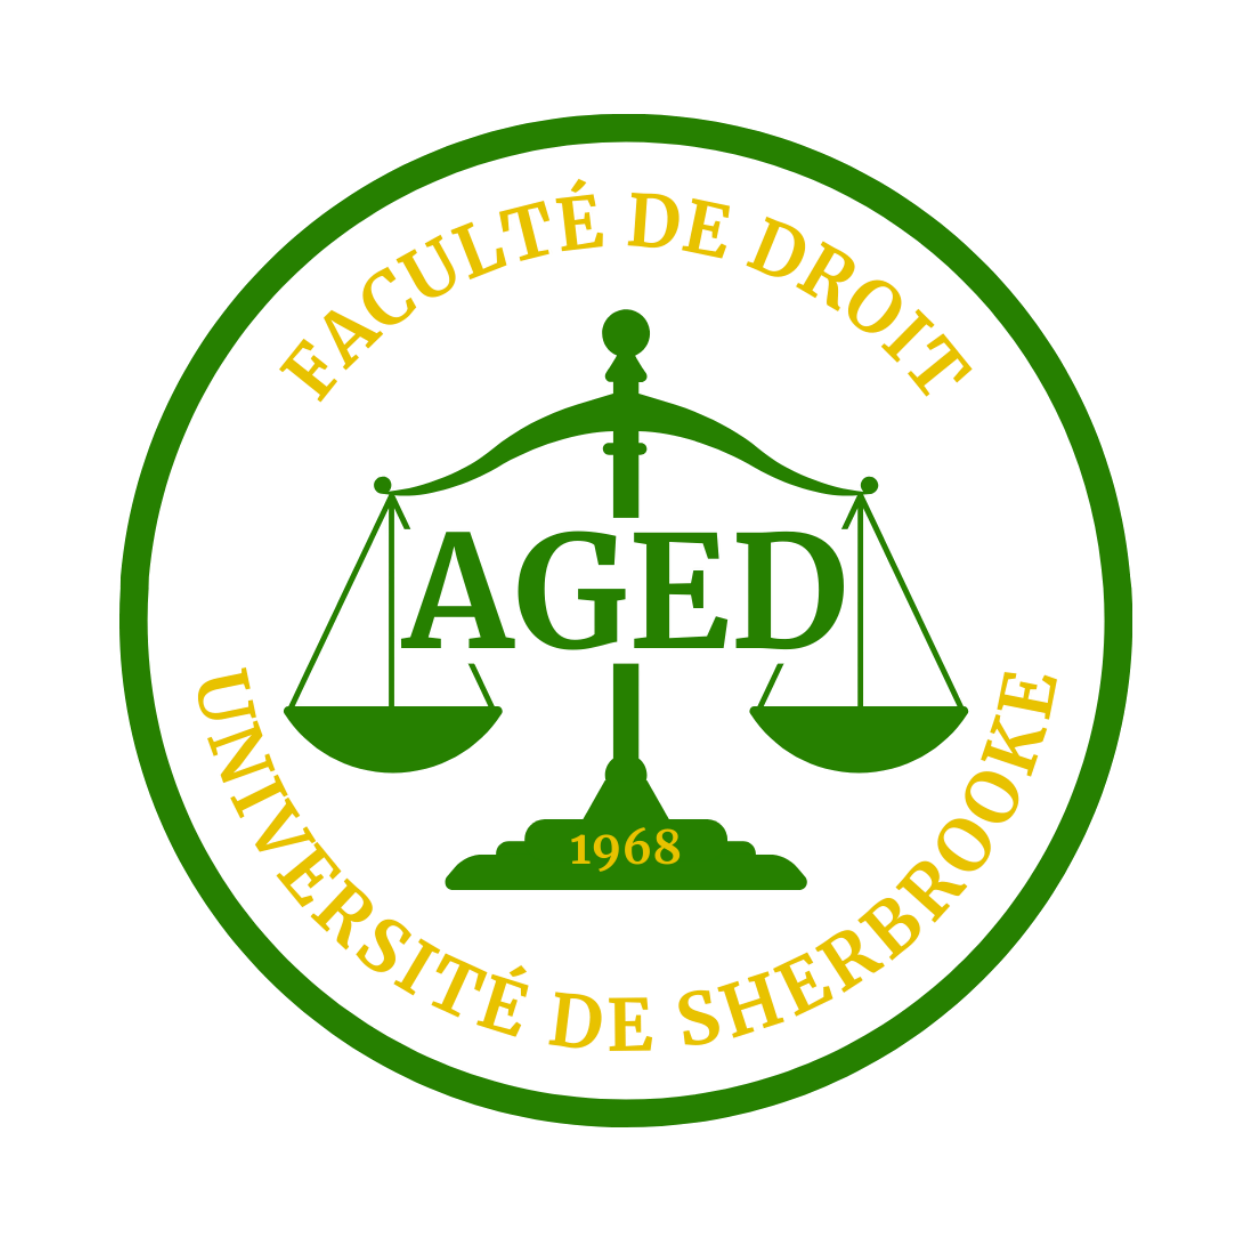 FACULTÉ DE DROIT
AGED
1968
UNIVERSITÉ DE SHERBROOKE